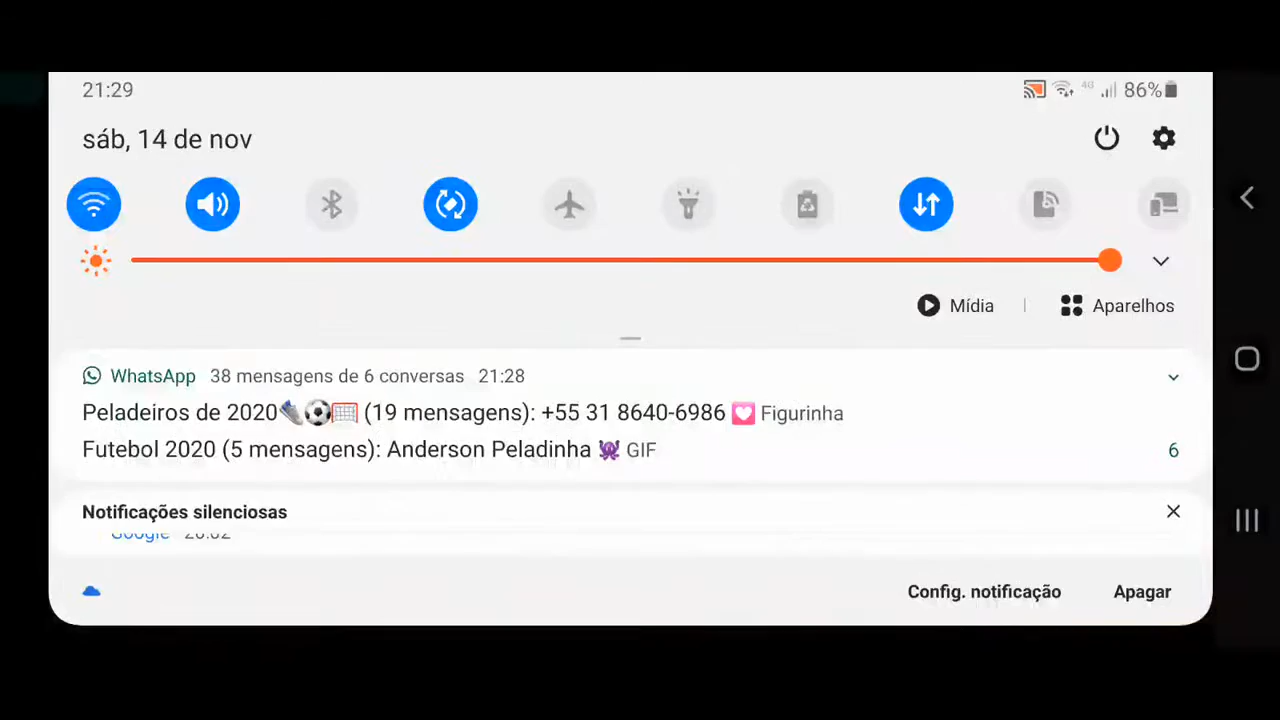 21:29 4G 86%
sáb, 14 de nov
Mídia | Aparelhos
WhatsApp 38 mensagens de 6 conversas 21:28
Peladeiros de 2020👟⚽🥅 (19 mensagens): +55 31 8640-6986 💟 Figurinha
Futebol 2020 (5 mensagens): Anderson Peladinha 👾 GIF 6
Notificações silenciosas
Google
Config. notificação Apagar